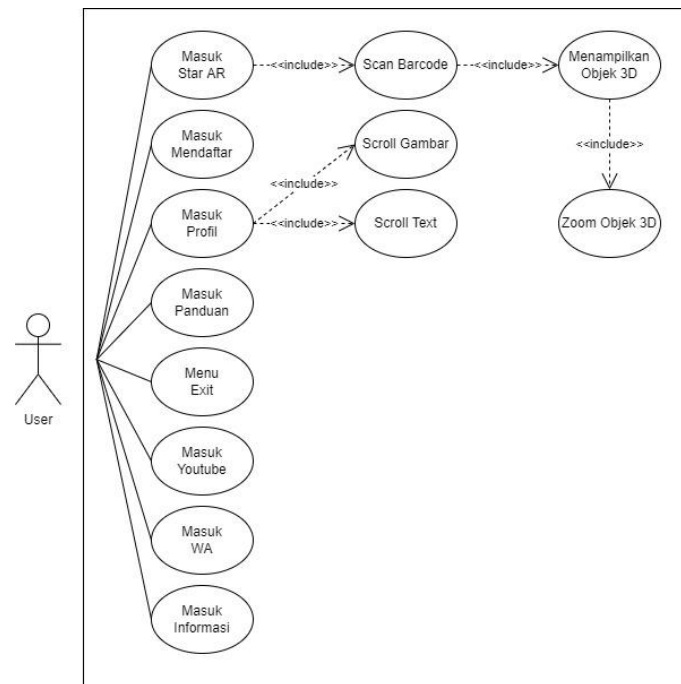 Masuk
Star AR
<<include>>
Scan Barcode
<<include>>
Menampilkan
Objek 3D
Masuk
Mendaftar
Scroll Gambar
<<include>>
<<include>>
Masuk
Profil
<<include>>
Scroll Text
Zoom Objek 3D
Masuk
Panduan
Menu
Exit
User
Masuk
Youtube
Masuk
WA
Masuk
Informasi